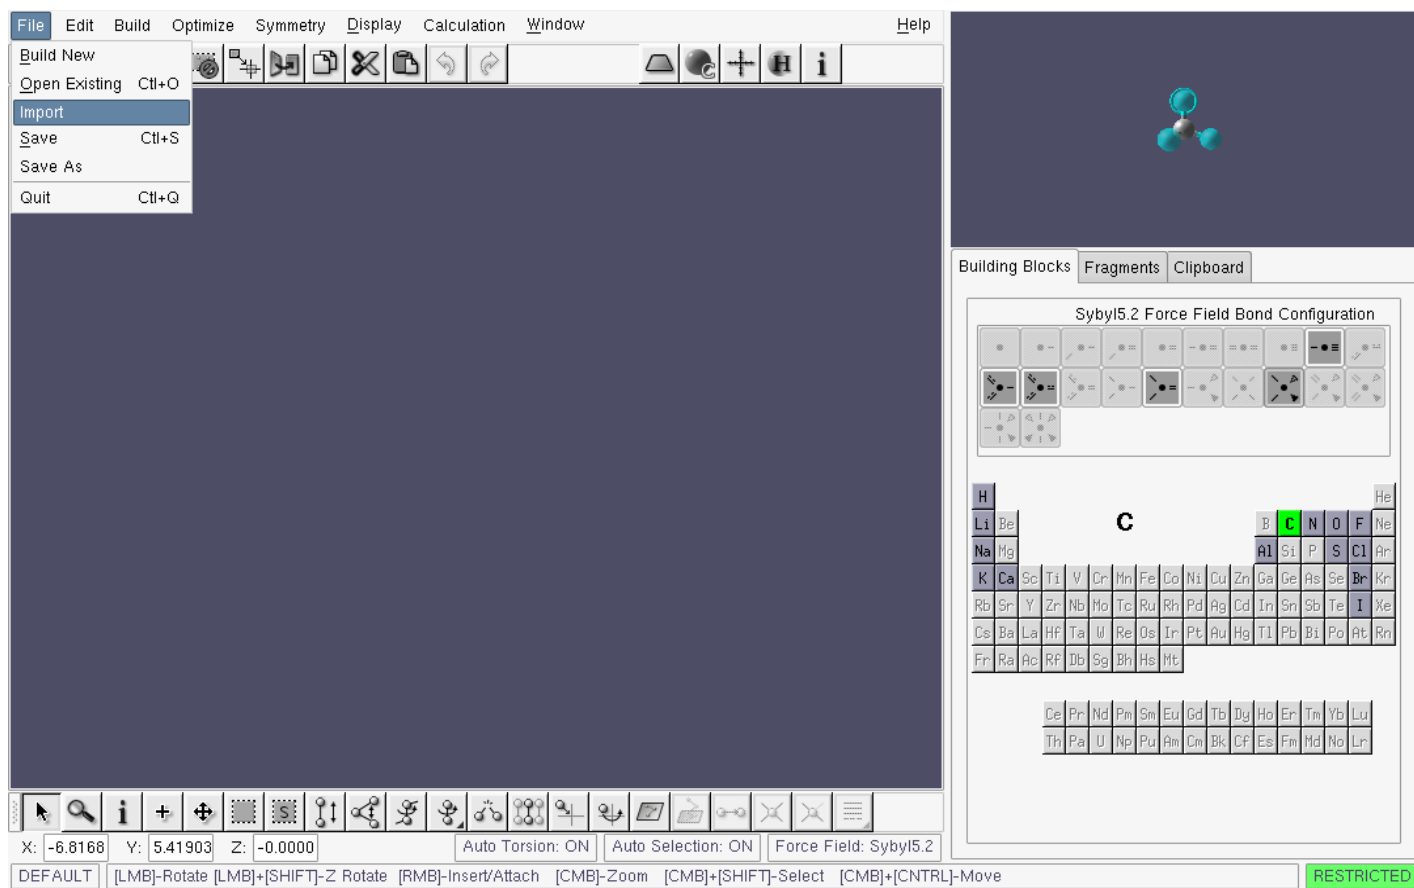 File Edit Build Optimize Symmetry Display Calculation Window Help
Build New
Open Existing Ctl+O
Import
Save Ctl+S
Save As
Quit Ctl+Q
C H i
Building Blocks Fragments Clipboard
Sybyl5.2 Force Field Bond Configuration
H He
Li Be C B C N O F Ne
Na Mg Al Si P S Cl Ar
K Ca Sc Ti V Cr Mn Fe Co Ni Cu Zn Ga Ge As Se Br Kr
Rb Sr Y Zr Nb Mo Tc Ru Rh Pd Ag Cd In Sn Sb Te I Xe
Cs Ba La Hf Ta W Re Os Ir Pt Au Hg Tl Pb Bi Po At Rn
Fr Ra Ac Rf Db Sg Bh Hs Mt
Ce Pr Nd Pm Sm Eu Gd Tb Dy Ho Er Tm Yb Lu
Th Pa U Np Pu Am Cm Bk Cf Es Fm Md No Lr
i S
X: -6.8168 Y: 5.41903 Z: -0.0000 Auto Torsion: ON Auto Selection: ON Force Field: Sybyl5.2
DEFAULT [LMB]-Rotate [LMB]+[SHIFT]-Z Rotate [RMB]-Insert/Attach [CMB]-Zoom [CMB]+[SHIFT]-Select [CMB]+[CNTRL]-Move RESTRICTED